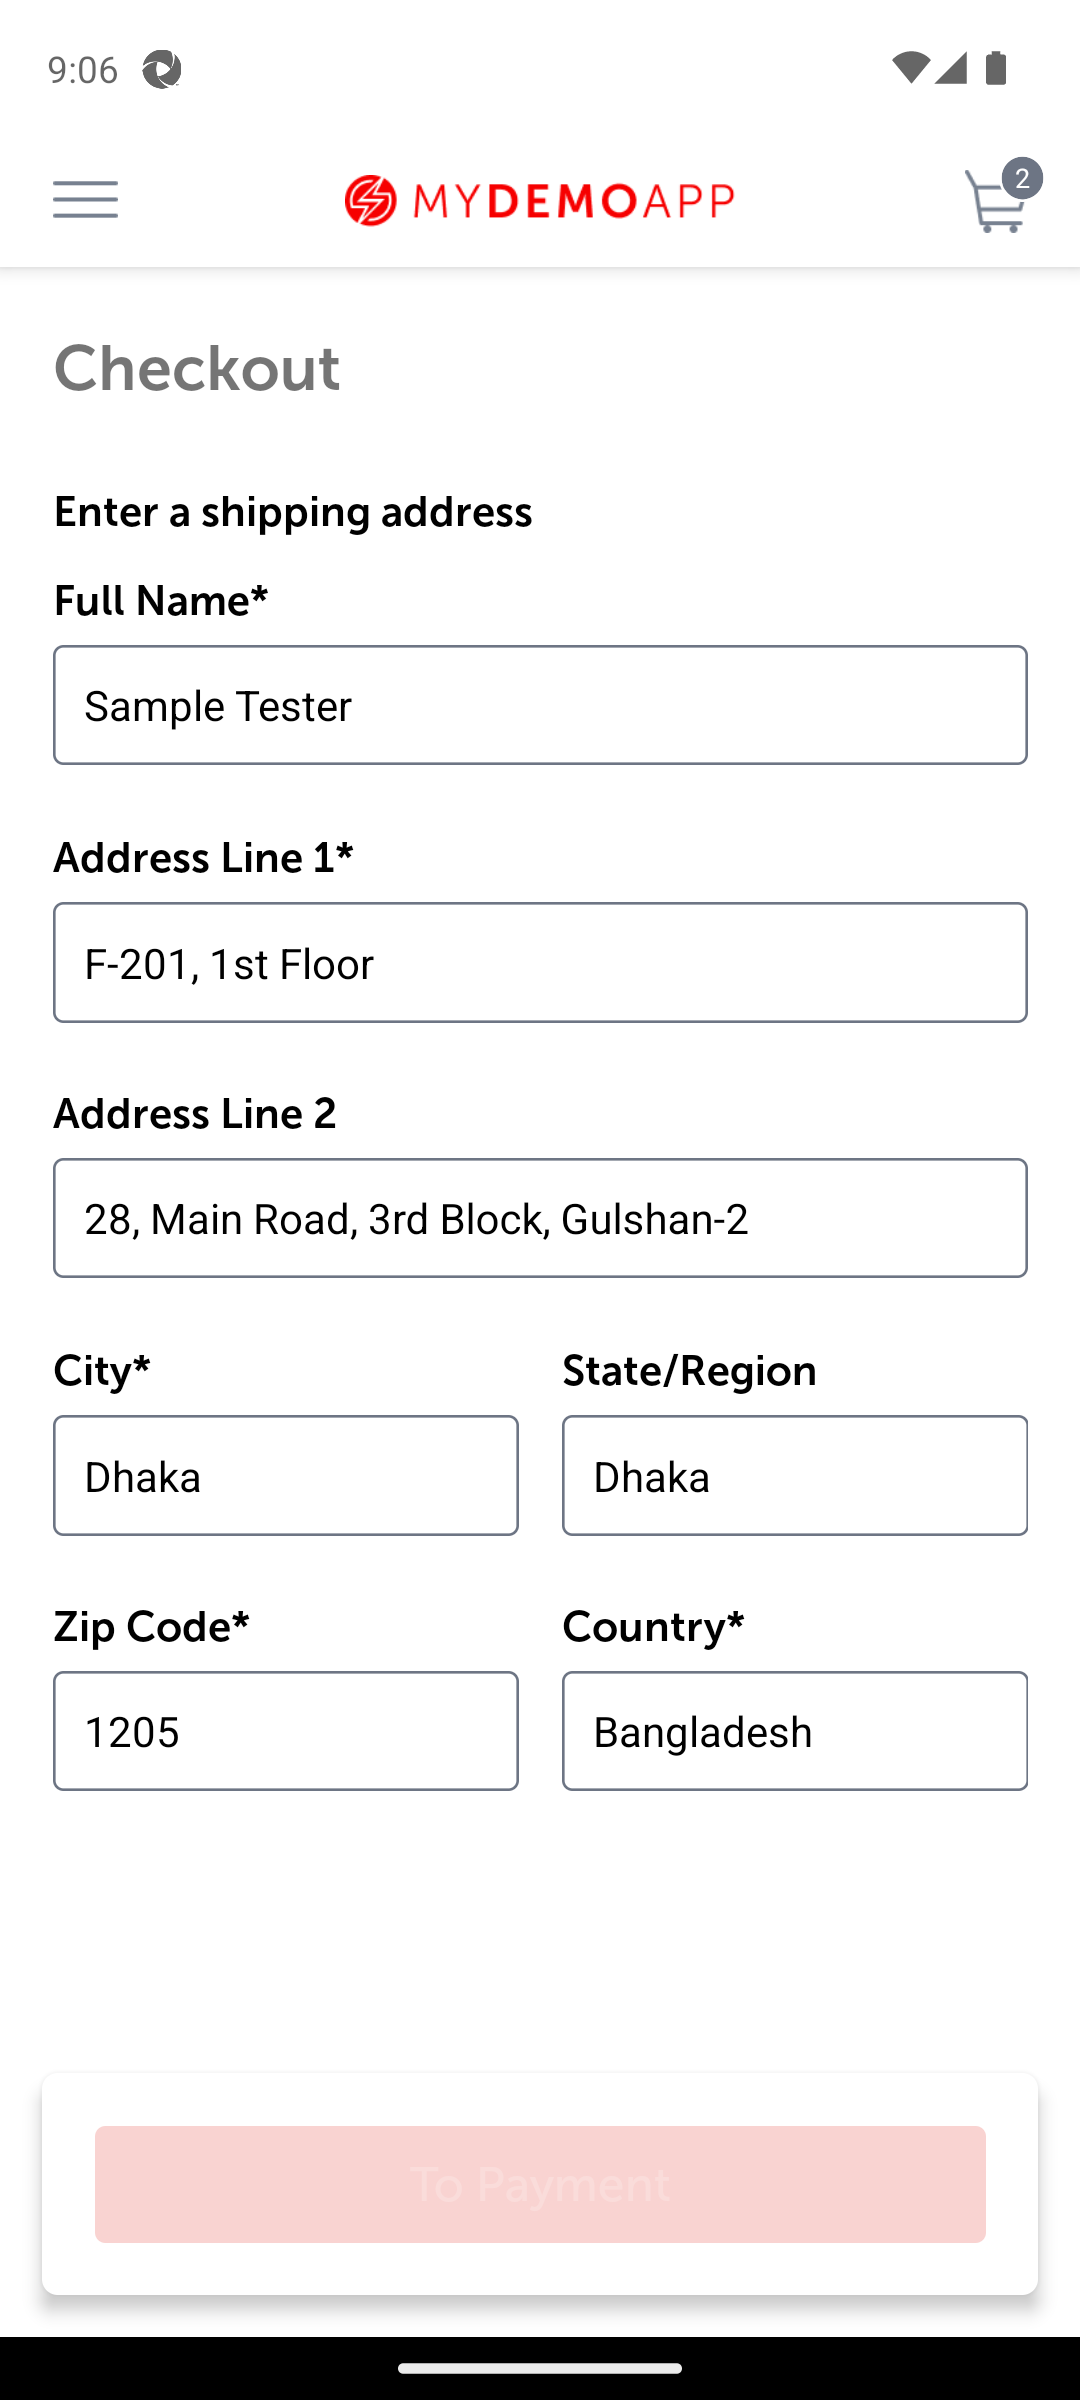 9:06
MYDEMOAPP
2
Checkout
Enter a shipping address
Full Name*
Sample Tester
Address Line 1*
F-201, 1st Floor
Address Line 2
28, Main Road, 3rd Block, Gulshan-2
City*
State/Region
Dhaka
Dhaka
Zip Code*
Country*
1205
Bangladesh
To Payment